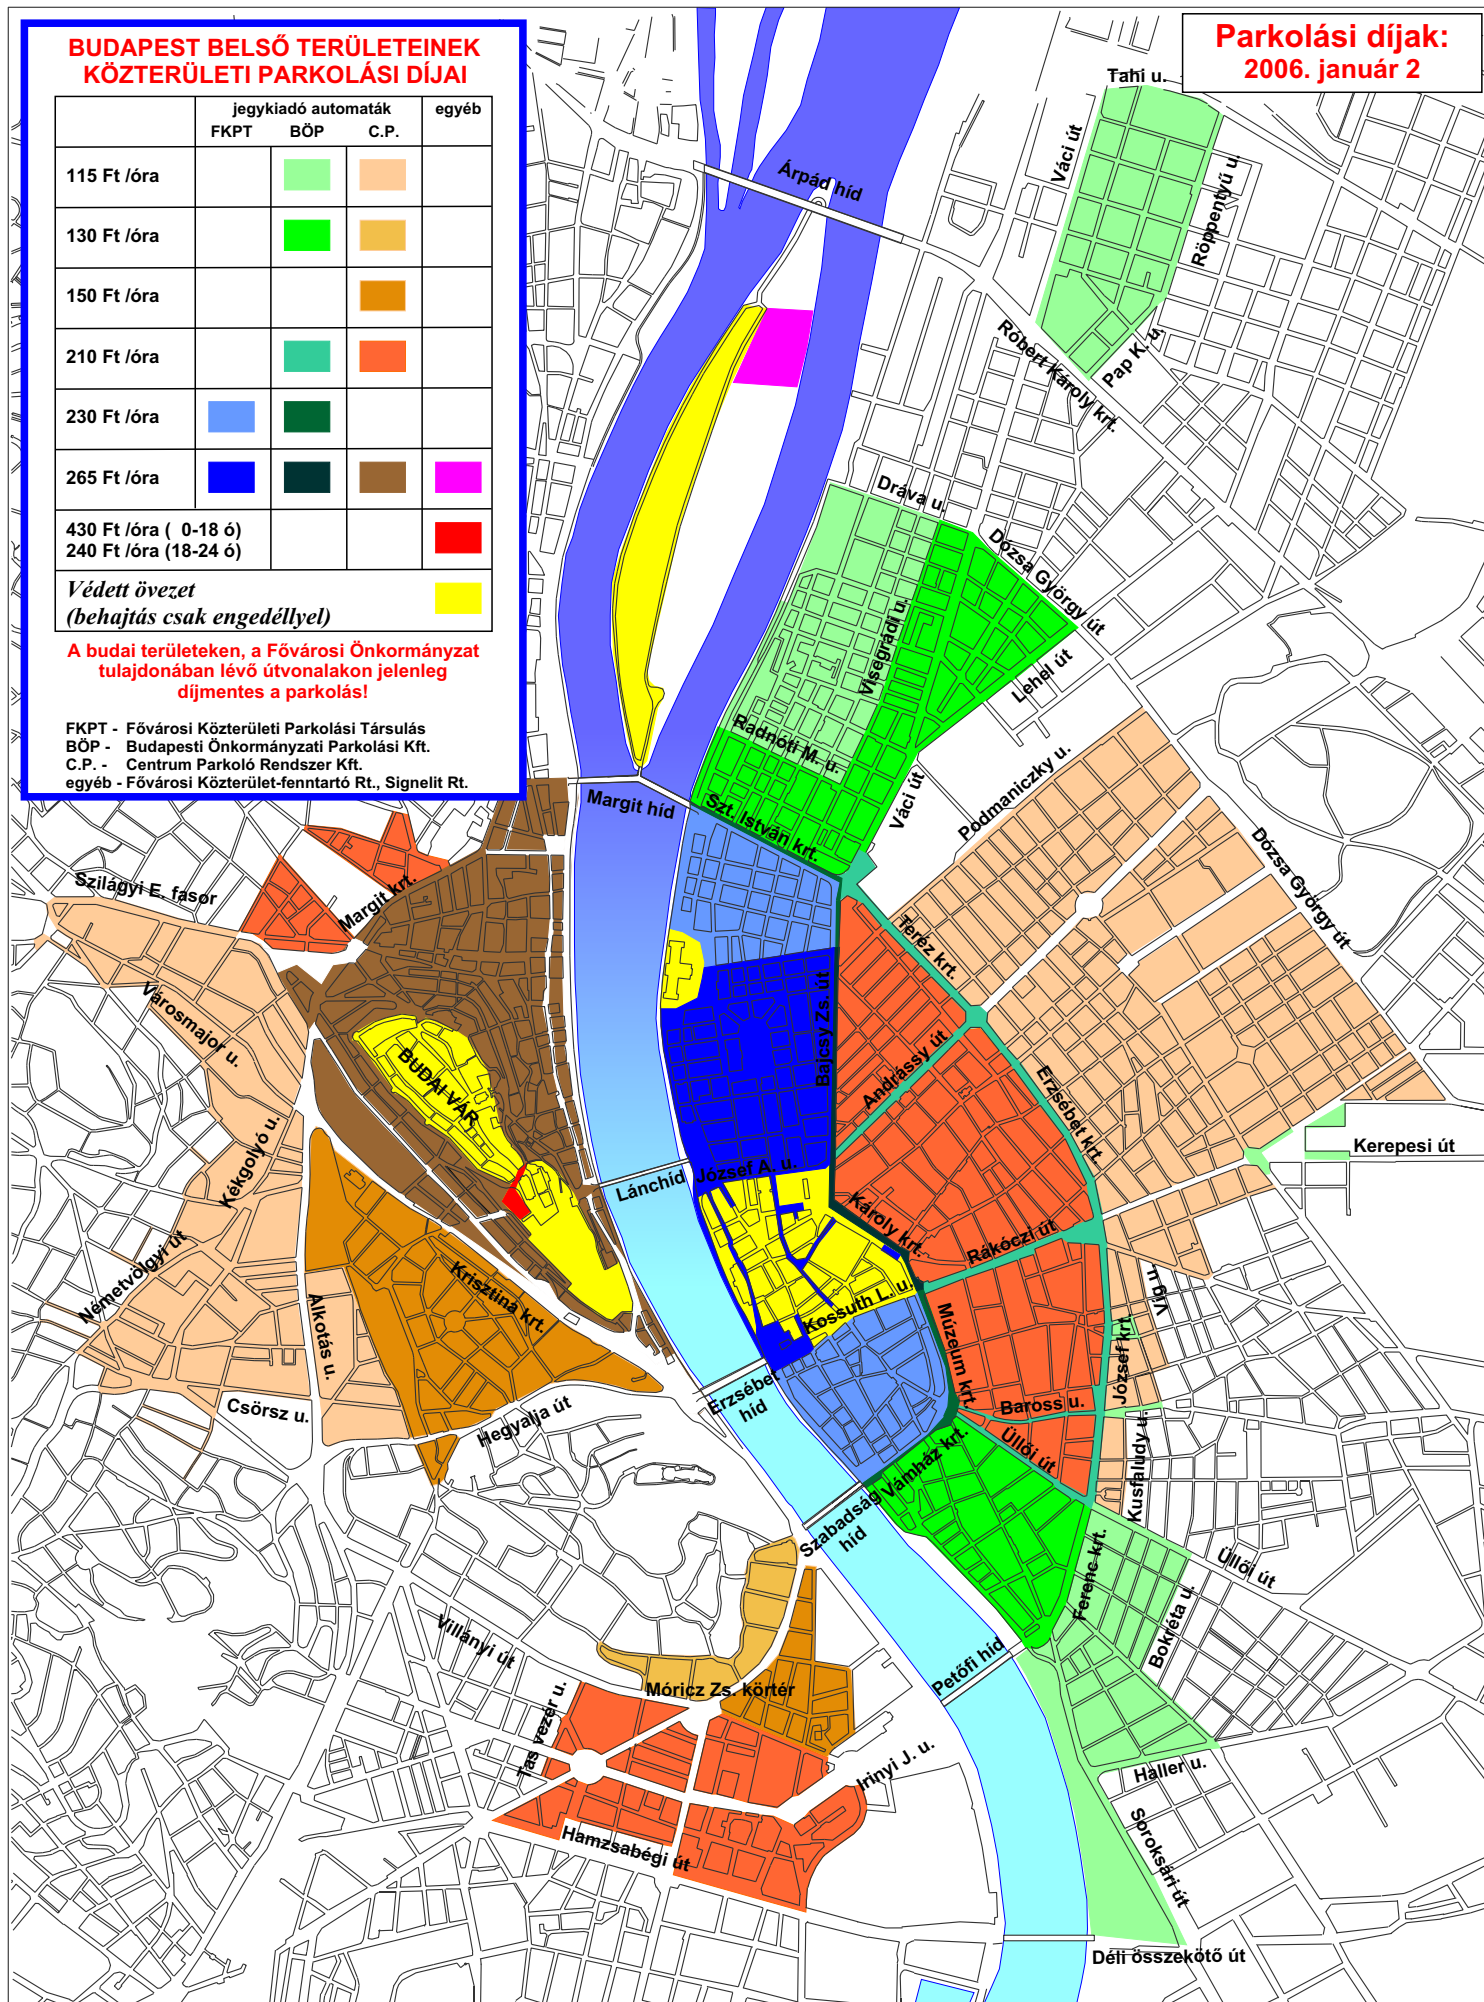 BUDAPEST BELSŐ TERÜLETEINEK
KÖZTERÜLETI PARKOLÁSI DÍJAI
jegykiadó automaták egyéb
FKPT BÖP C.P.
115 Ft /óra
130 Ft /óra
150 Ft /óra
210 Ft /óra
230 Ft /óra
265 Ft /óra
430 Ft /óra ( 0-18 ó)
240 Ft /óra (18-24 ó)
Védett övezet
(behajtás csak engedéllyel)
A budai területeken, a Fővárosi Önkormányzat
tulajdonában lévő útvonalakon jelenleg
díjmentes a parkolás!
FKPT - Fővárosi Közterületi Parkolási Társulás
BÖP - Budapesti Önkormányzati Parkolási Kft.
C.P. - Centrum Parkoló Rendszer Kft.
egyéb - Fővárosi Közterület-fenntartó Rt., Signelit Rt.
Parkolási díjak:
2006. január 2
Tahi u.
Váci út
Röppentyű u.
Árpád híd
Róbert Károly krt.
Pap K. u.
Dráva u.
Dózsa György út
Visegrádi u.
Lehel út
Radnóti M. u.
Váci út
Podmaniczky u.
Margit híd
Szt. István krt.
Dózsa György út
Szilágyi E. fasor
Margit krt.
Teréz krt.
Városmajor u.
Bajcsy Zs. út
BUDAI VÁR
Andrássy út
Erzsébet krt.
Kerepesi út
Kékgolyó u.
Lánchíd
József A. u.
Károly krt.
Rákóczi út
Németvölgyi út
Krisztina krt.
Alkotás u.
Kossuth L. u.
Múzeum krt.
Víg u.
József krt.
Csörsz u.
Hegyalja út
Erzsébet
híd
Baross u.
Üllői út
Kusfaludy u.
Vámház krt.
Szabadság
híd
Ferenc krt.
Üllői út
Bokréta u.
Villányi út
Petőfi híd
Móricz Zs. körtér
Tas vezér u.
Irinyi J. u.
Haller u.
Hamzsabégi út
Soroksári út
Déli összekötő út